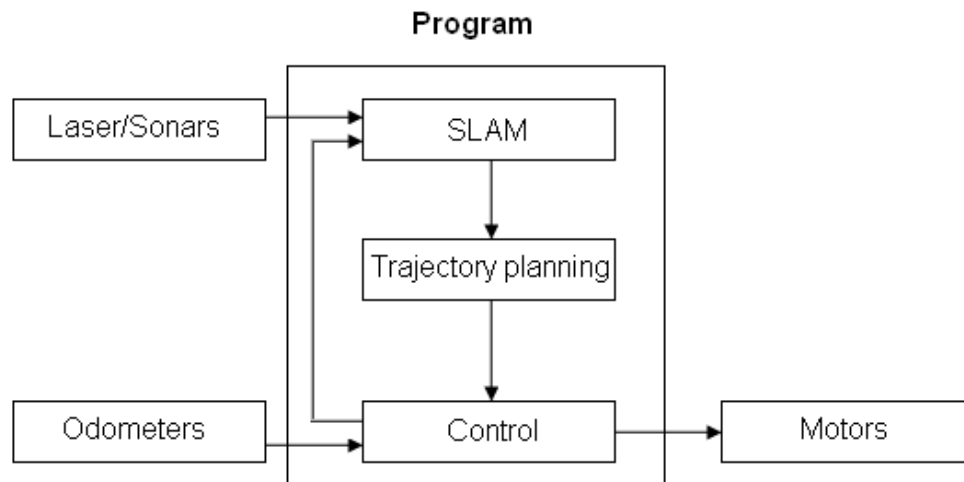 Program
Laser/Sonars
SLAM
Trajectory planning
Odometers
Control
Motors